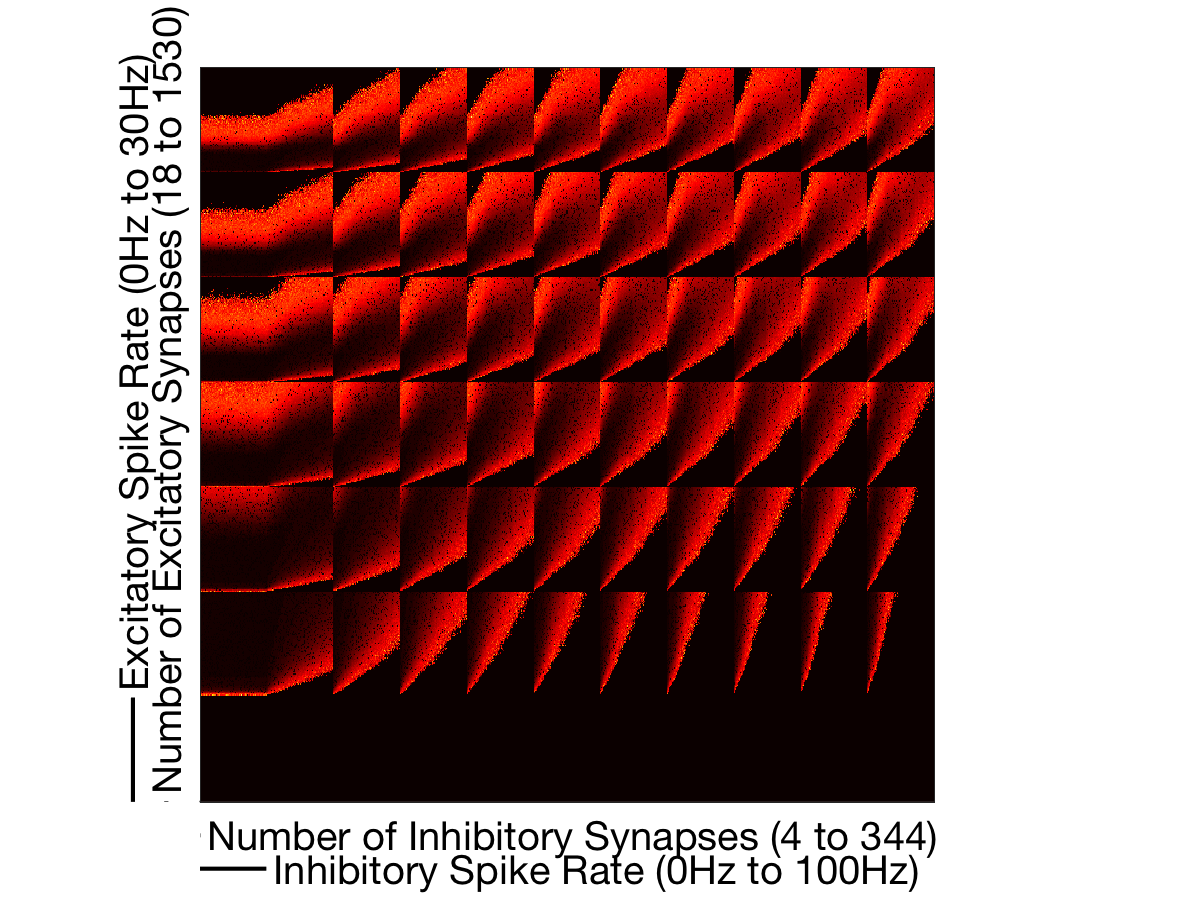 Excitatory Spike Rate (0Hz to 30Hz)
Number of Excitatory Synapses (18 to 1530)
Number of Inhibitory Synapses (4 to 344)
Inhibitory Spike Rate (0Hz to 100Hz)